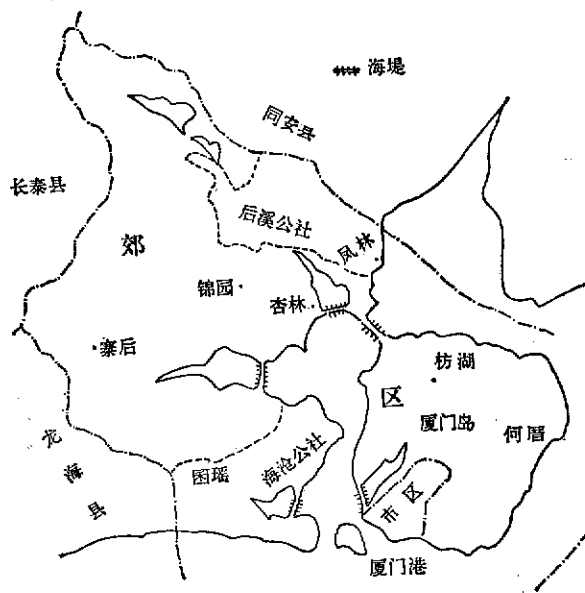 海堤
同安县
长泰县
后溪公社
郊
凤林
锦园
杏林
寨后
枋湖
区
厦门岛
何厝
龙海县
囷瑶
海沧公社
市区
厦门港